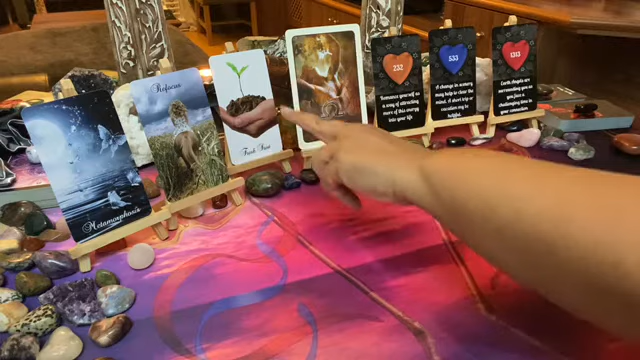 Metamorphosis
Refocus
Fresh Start
232
Romance yourself as
a way of attracting
more of this energy
into your life
533
A change in scenery
may help to clear the
mind. A short trip or
vacation may be
helpful.
1313
Earth Angels are
around you as
you face a
challenging time in
your connection